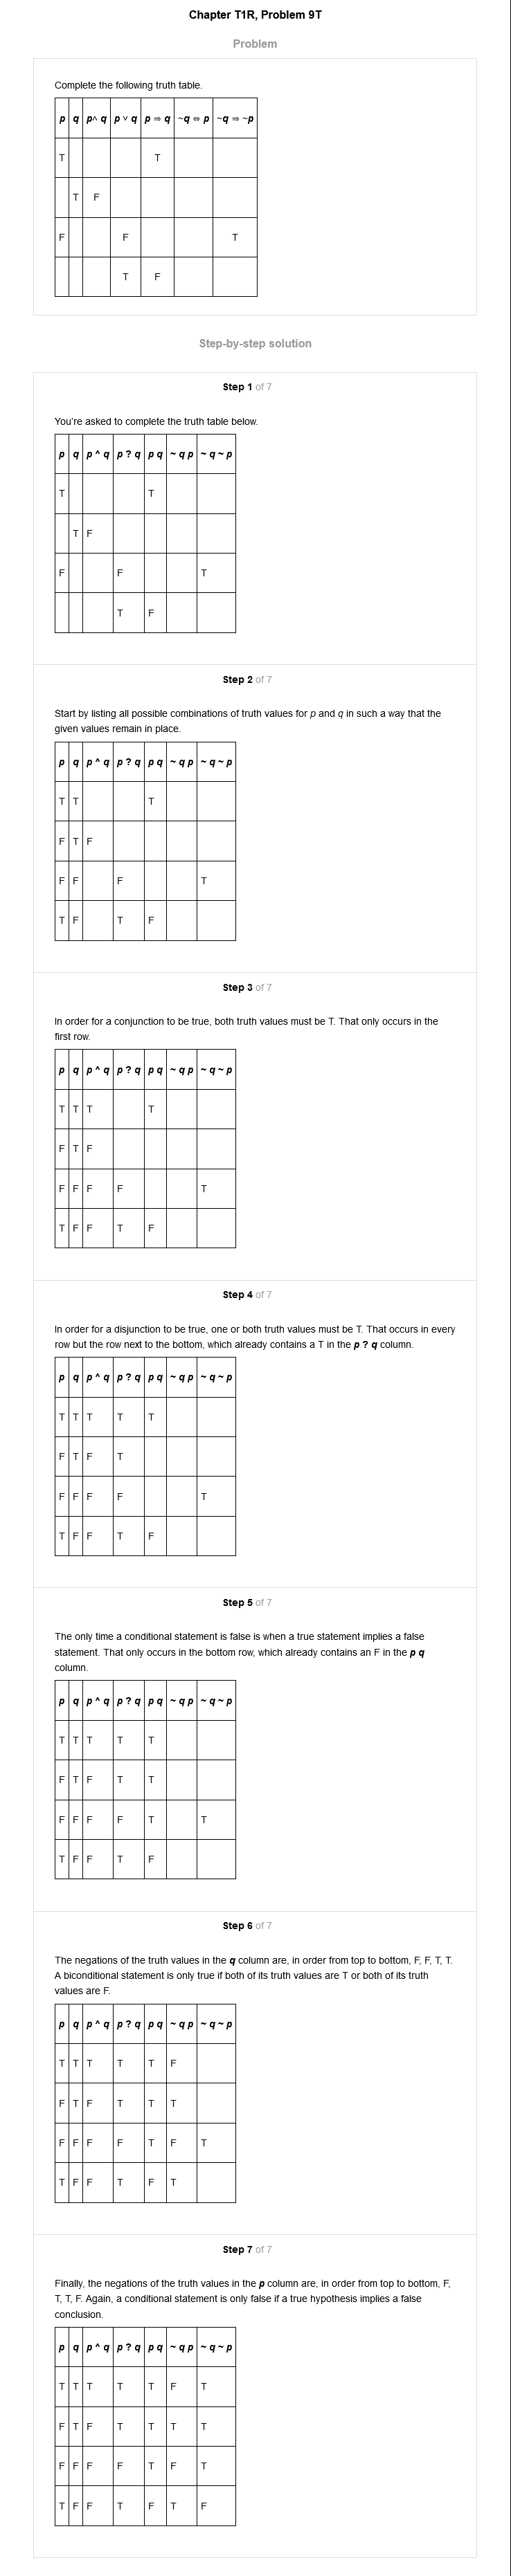 Chapter T1R, Problem 9T
Problem
Complete the following truth table.
p q p^ q p ∨ q p ⇒ q ~q ⇔ p ~q ⇒ ~p
T T
T F
F F T
T F
Step-by-step solution
Step 1 of 7
You're asked to complete the truth table below.
p q p ^ q p ? q p q ~ q p ~ q ~ p
T T
T F
F F T
T F
Step 2 of 7
Start by listing all possible combinations of truth values for p and q in such a way that the
given values remain in place.
p q p ^ q p ? q p q ~ q p ~ q ~ p
T T T
F T F
F F F T
T F T F
Step 3 of 7
In order for a conjunction to be true, both truth values must be T. That only occurs in the
first row.
p q p ^ q p ? q p q ~ q p ~ q ~ p
T T T T
F T F
F F F F T
T F F T F
Step 4 of 7
In order for a disjunction to be true, one or both truth values must be T. That occurs in every
row but the row next to the bottom, which already contains a T in the p ? q column.
p q p ^ q p ? q p q ~ q p ~ q ~ p
T T T T T
F T F T
F F F F T
T F F T F
Step 5 of 7
The only time a conditional statement is false is when a true statement implies a false
statement. That only occurs in the bottom row, which already contains an F in the p q
column.
p q p ^ q p ? q p q ~ q p ~ q ~ p
T T T T T
F T F T T
F F F F T T
T F F T F
Step 6 of 7
The negations of the truth values in the q column are, in order from top to bottom, F, F, T, T.
A biconditional statement is only true if both of its truth values are T or both of its truth
values are F.
p q p ^ q p ? q p q ~ q p ~ q ~ p
T T T T T F
F T F T T T
F F F F T F T
T F F T F T
Step 7 of 7
Finally, the negations of the truth values in the p column are, in order from top to bottom, F,
T, T, F. Again, a conditional statement is only false if a true hypothesis implies a false
conclusion.
p q p ^ q p ? q p q ~ q p ~ q ~ p
T T T T T F T
F T F T T T T
F F F F T F T
T F F T F T F